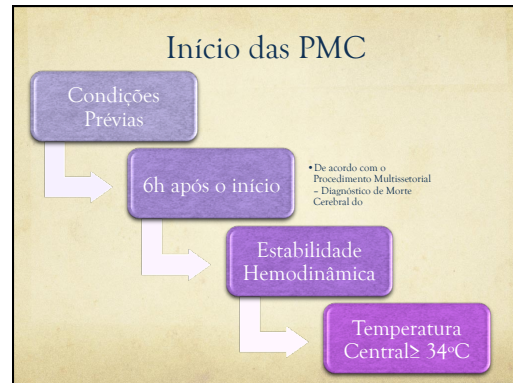 Início das PMC
Condições
Prévias
6h após o início
•De acordo com o
Procedimento Multissetorial
– Diagnóstico de Morte
Cerebral do
Estabilidade
Hemodinâmica
Temperatura
Central≥ 34ºC